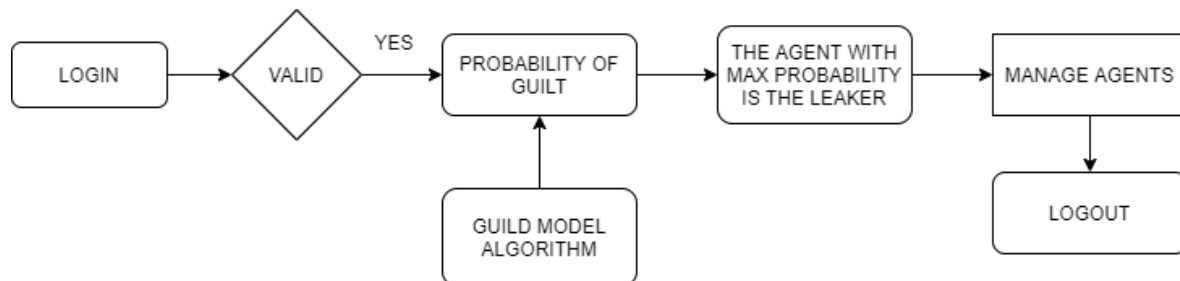 LOGIN
VALID
YES
PROBABILITY OF
GUILT
THE AGENT WITH
MAX PROBABILITY
IS THE LEAKER
MANAGE AGENTS
GUILD MODEL
ALGORITHM
LOGOUT